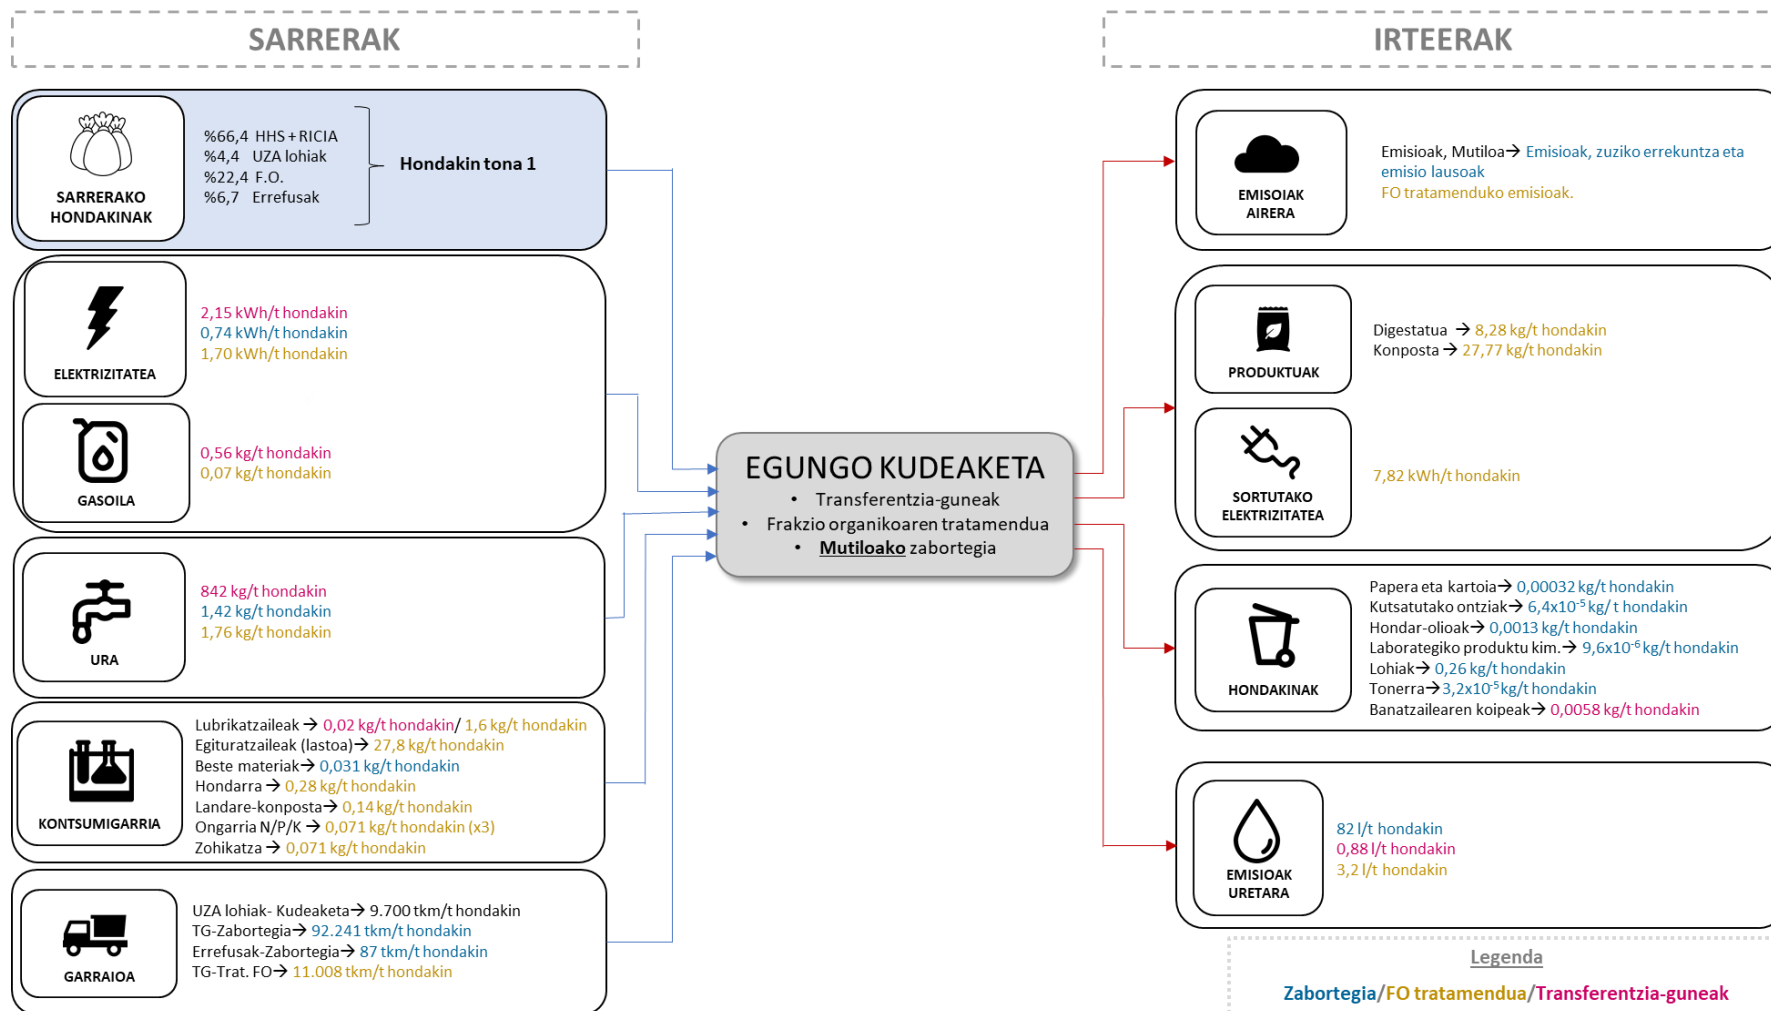 SARRERAK
SARRERAKO
HONDAKINAK
%66,4 HHS + RICIA
%4,4 UZA lohiak
%22,4 F.O.
%6,7 Errefusak
Hondakin tona 1
ELEKTRIZITATEA
2,15 kWh/t hondakin
0,74 kWh/t hondakin
1,70 kWh/t hondakin
GASOILA
0,56 kg/t hondakin
0,07 kg/t hondakin
URA
842 kg/t hondakin
1,42 kg/t hondakin
1,76 kg/t hondakin
KONTSUMIGARRIA
Lubrikatzaileak → 0,02 kg/t hondakin/ 1,6 kg/t hondakin
Egituratzaileak (lastoa)→ 27,8 kg/t hondakin
Beste materiak→ 0,031 kg/t hondakin
Hondarra → 0,28 kg/t hondakin
Landare-konposta→ 0,14 kg/t hondakin
Ongarria N/P/K → 0,071 kg/t hondakin (x3)
Zohikatza → 0,071 kg/t hondakin
GARRAIOA
UZA lohiak- Kudeaketa→ 9.700 tkm/t hondakin
TG-Zabortegia→ 92.241 tkm/t hondakin
Errefusak-Zabortegia→ 87 tkm/t hondakin
TG-Trat. FO→ 11.008 tkm/t hondakin
EGUNGO KUDEAKETA
• Transferentzia-guneak
• Frakzio organikoaren tratamendua
• Mutiloako zabortegia
IRTEERAK
EMISOIAK
AIRERA
Emisioak, Mutiloa→ Emisioak, zuziko errekuntza eta
emisio lausoak
FO tratamenduko emisioak.
PRODUKTUAK
Digestatua → 8,28 kg/t hondakin
Konposta → 27,77 kg/t hondakin
SORTUTAKO
ELEKTRIZITATEA
7,82 kWh/t hondakin
HONDAKINAK
Papera eta kartoia→ 0,00032 kg/t hondakin
Kutsatutako ontziak→ 6,4x10⁻⁵ kg/ t hondakin
Hondar-olioak→ 0,0013 kg/t hondakin
Laborategiko produktu kim.→ 9,6x10⁻⁶ kg/t hondakin
Lohiak→ 0,26 kg/t hondakin
Tonerra→3,2x10⁻⁵ kg/t hondakin
Banatzailearen koipeak→ 0,0058 kg/t hondakin
EMISIOAK
URETARA
82 l/t hondakin
0,88 l/t hondakin
3,2 l/t hondakin
Legenda
Zabortegia/FO tratamendua/Transferentzia-guneak